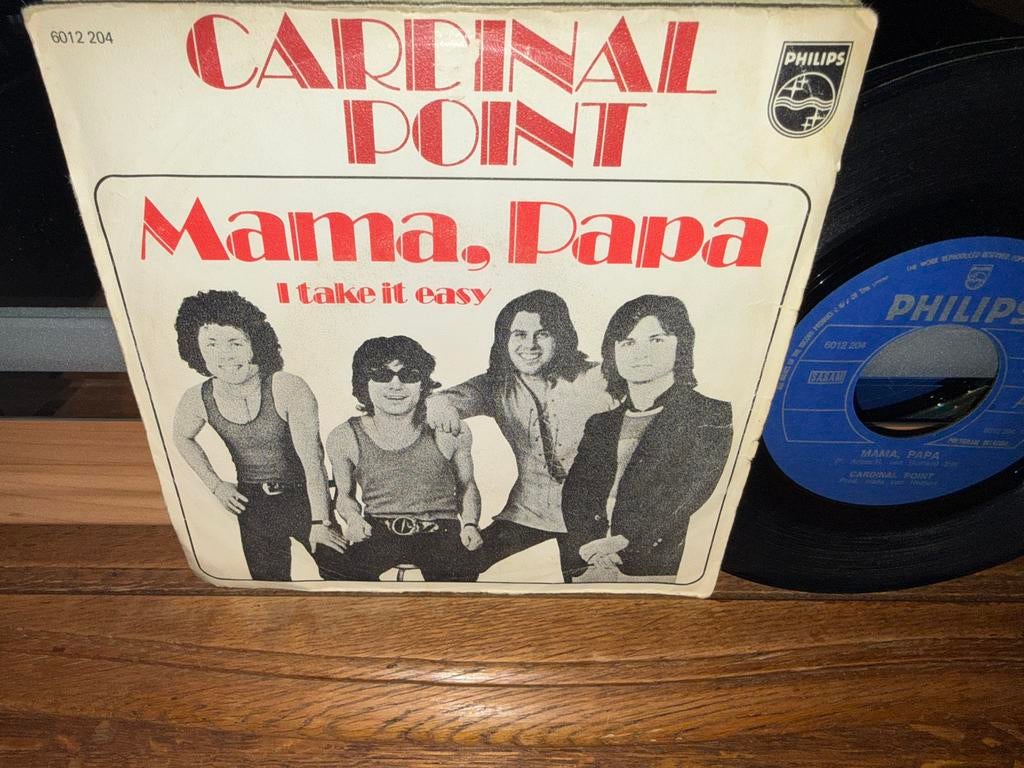 6012 204
CARDINAL
POINT
PHILIPS
Mama, Papa
I take it easy
PHILIPS
6012 204
SABAM
MAMA, PAPA
CARDINAL POINT